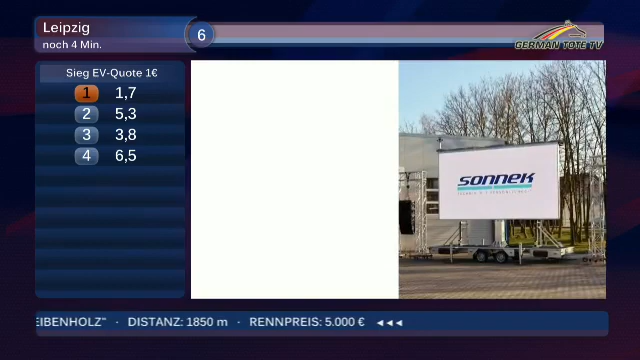 Leipzig
noch 4 Min.
6
GERMAN TOTE TV
Sieg EV-Quote 1€
1 1,7
2 5,3
3 3,8
4 6,5
sonnek
EIBENHOLZ" · DISTANZ: 1850 m · RENNPREIS: 5.000 € ◄◄◄